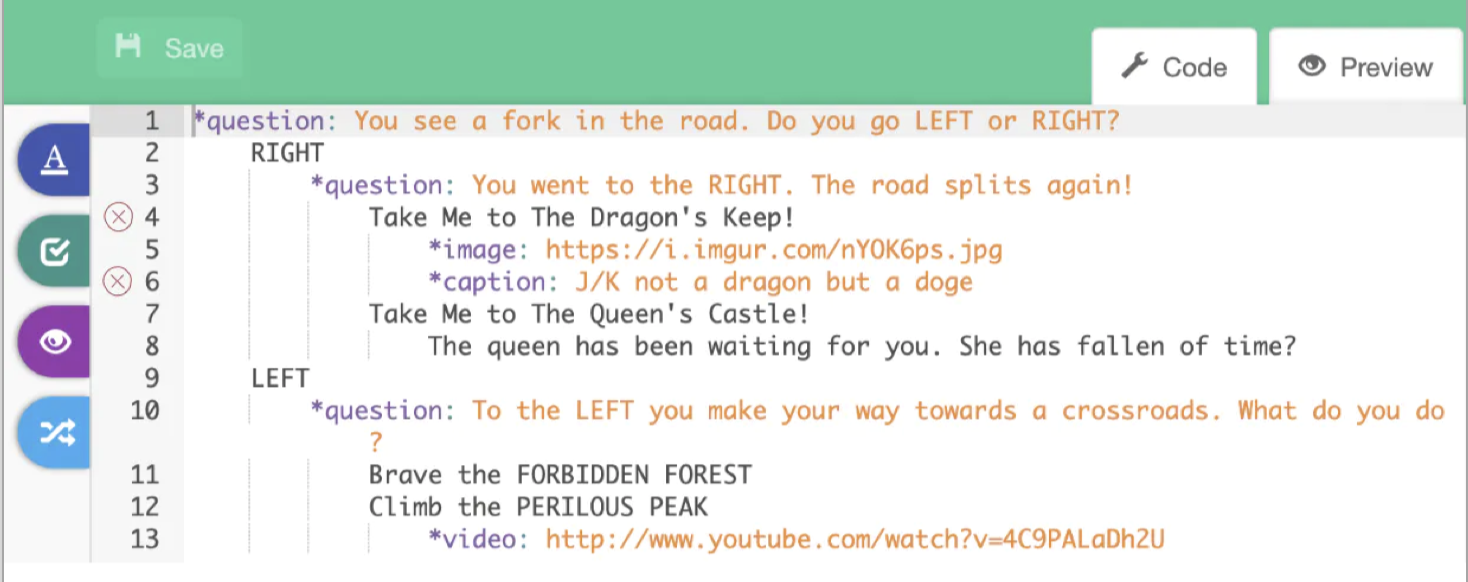 Save
Code
Preview
1 *question: You see a fork in the road. Do you go LEFT or RIGHT?
2 RIGHT
3 *question: You went to the RIGHT. The road splits again!
4 Take Me to The Dragon's Keep!
5 *image: https://i.imgur.com/nYOK6ps.jpg
6 *caption: J/K not a dragon but a doge
7 Take Me to The Queen's Castle!
8 The queen has been waiting for you. She has fallen of time?
9 LEFT
10 *question: To the LEFT you make your way towards a crossroads. What do you do
?
11 Brave the FORBIDDEN FOREST
12 Climb the PERILOUS PEAK
13 *video: http://www.youtube.com/watch?v=4C9PALaDh2U
A